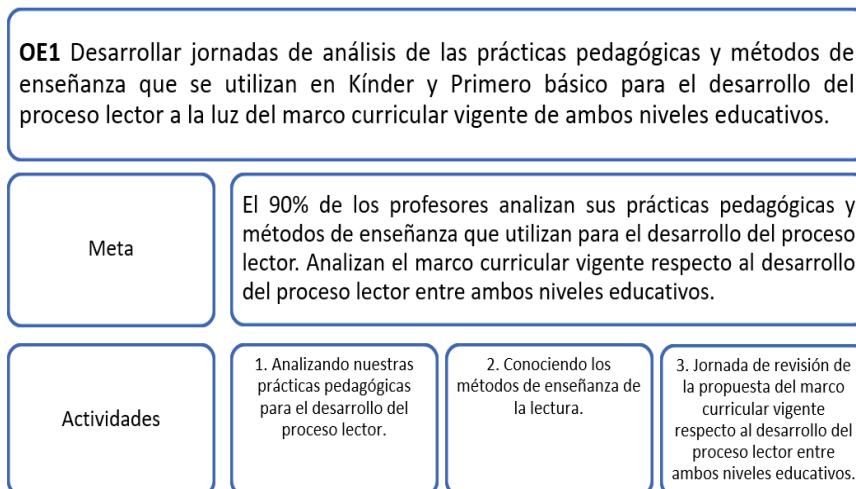 OE1 Desarrollar jornadas de análisis de las prácticas pedagógicas y métodos de
enseñanza que se utilizan en Kínder y Primero básico para el desarrollo del
proceso lector a la luz del marco curricular vigente de ambos niveles educativos.
Meta
El 90% de los profesores analizan sus prácticas pedagógicas y
métodos de enseñanza que utilizan para el desarrollo del proceso
lector. Analizan el marco curricular vigente respecto al desarrollo
del proceso lector entre ambos niveles educativos.
Actividades
1. Analizando nuestras
prácticas pedagógicas
para el desarrollo del
proceso lector.
2. Conociendo los
métodos de enseñanza de
la lectura.
3. Jornada de revisión de
la propuesta del marco
curricular vigente
respecto al desarrollo del
proceso lector entre
ambos niveles educativos.